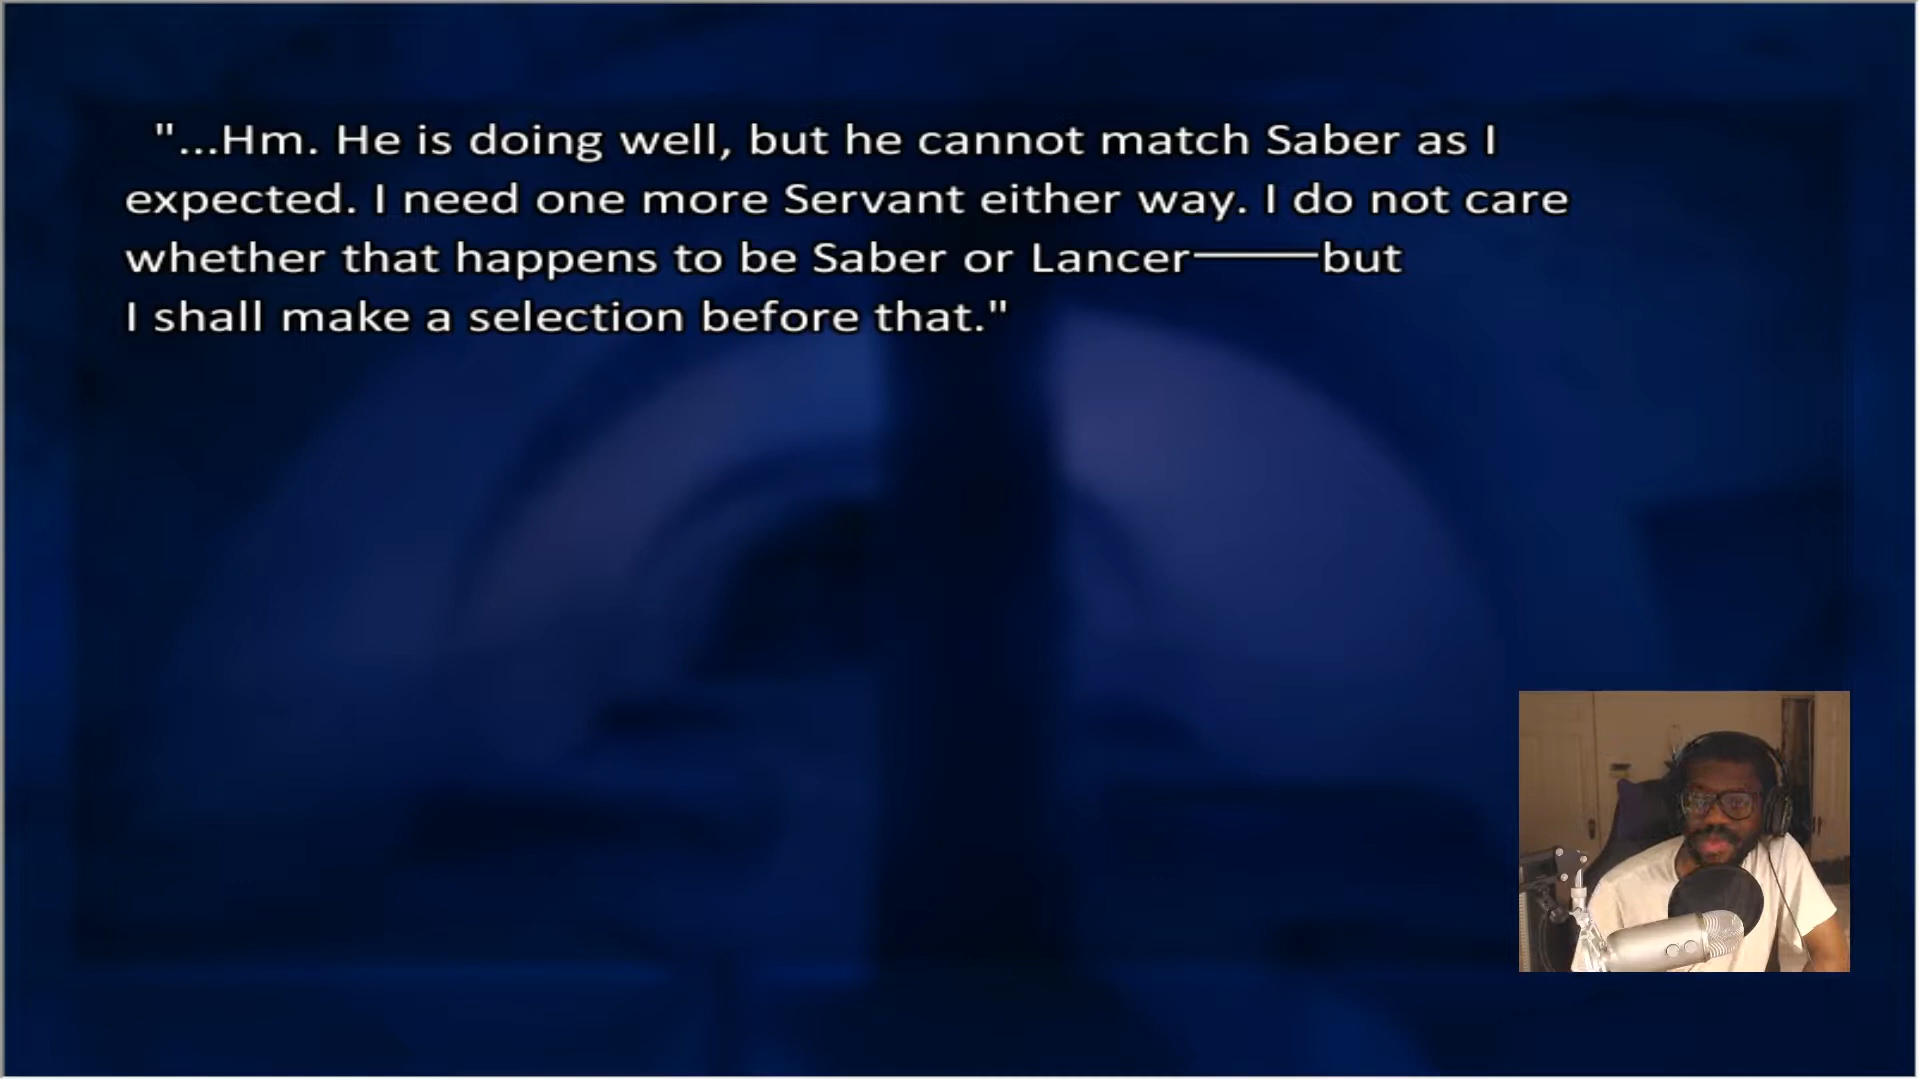 "...Hm. He is doing well, but he cannot match Saber as I
expected. I need one more Servant either way. I do not care
whether that happens to be Saber or Lancer———but
I shall make a selection before that."